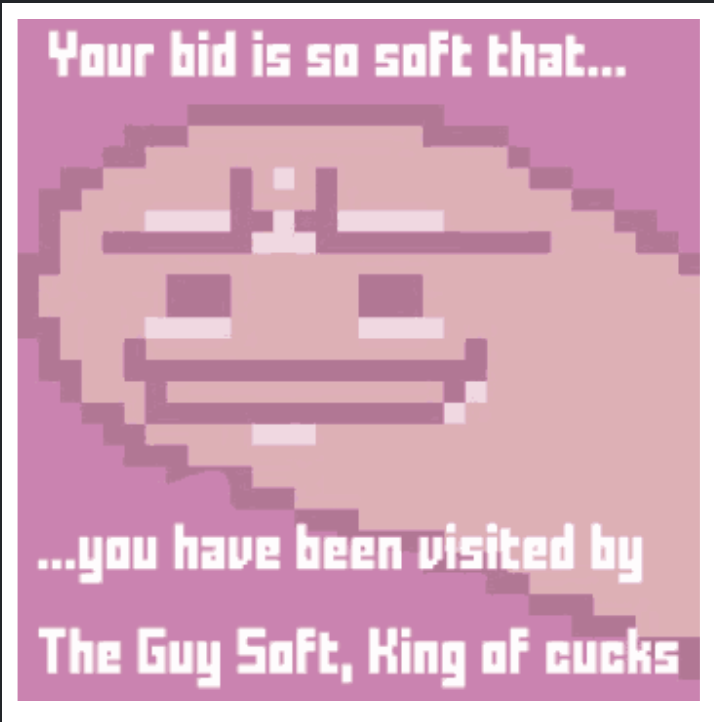 Your bid is so soft that...
...you have been visited by
The Guy Soft, King of cucks